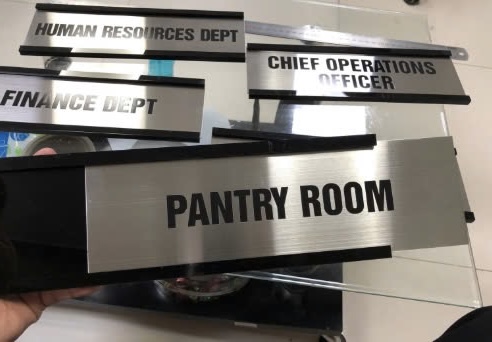 HUMAN RESOURCES DEPT
CHIEF OPERATIONS
OFFICER
FINANCE DEPT
PANTRY ROOM